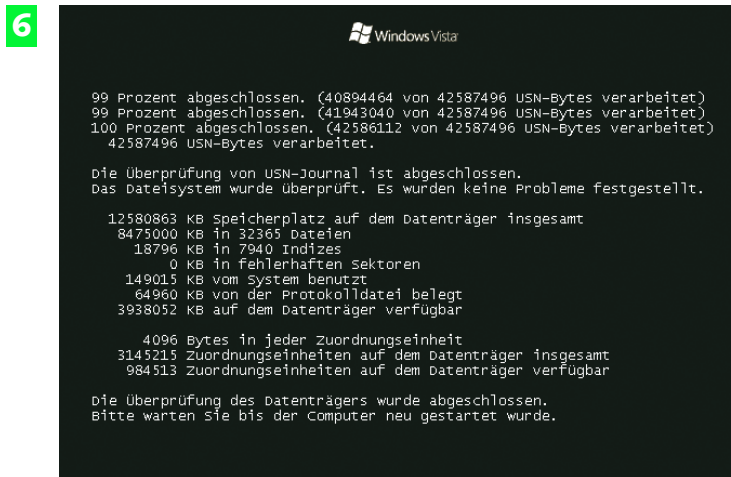 6
Windows Vista
99 Prozent abgeschlossen. (40894464 von 42587496 USN-Bytes verarbeitet)
99 Prozent abgeschlossen. (41943040 von 42587496 USN-Bytes verarbeitet)
100 Prozent abgeschlossen. (42586112 von 42587496 USN-Bytes verarbeitet)
42587496 USN-Bytes verarbeitet.
Die Überprüfung von USN-Journal ist abgeschlossen.
Das Dateisystem wurde überprüft. Es wurden keine Probleme festgestellt.
12580863 KB Speicherplatz auf dem Datenträger insgesamt
8475000 KB in 32365 Dateien
18796 KB in 7940 Indizes
0 KB in fehlerhaften Sektoren
149015 KB vom System benutzt
64960 KB von der Protokolldatei belegt
3938052 KB auf dem Datenträger verfügbar
4096 Bytes in jeder Zuordnungseinheit
3145215 Zuordnungseinheiten auf dem Datenträger insgesamt
984513 Zuordnungseinheiten auf dem Datenträger verfügbar
Die Überprüfung des Datenträgers wurde abgeschlossen.
Bitte warten Sie bis der Computer neu gestartet wurde.